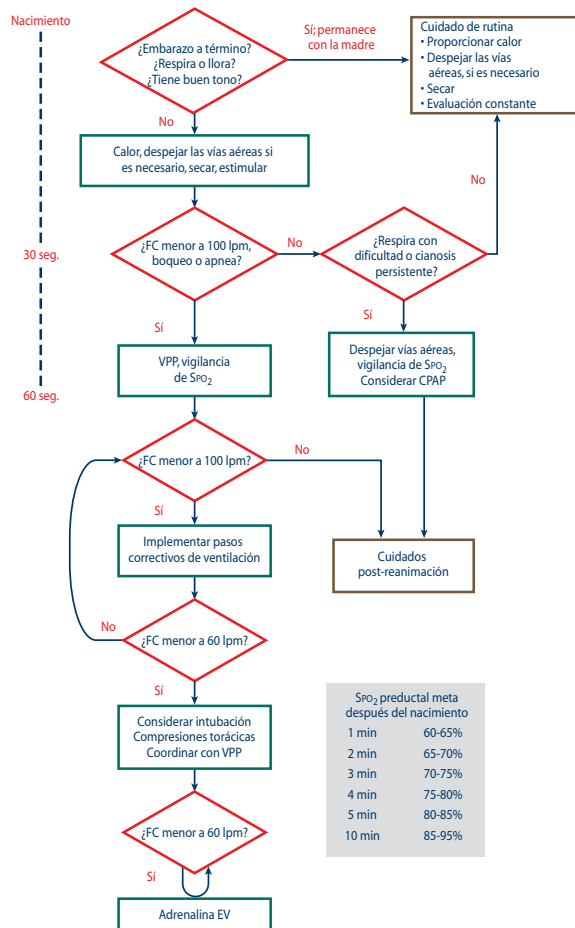 Nacimiento
¿Embarazo a término?
¿Respira o llora?
¿Tiene buen tono?
Sí; permanece
con la madre
Cuidado de rutina
• Proporcionar calor
• Despejar las vías
aéreas, si es necesario
• Secar
• Evaluación constante
No
Calor, despejar las vías aéreas si
es necesario, secar, estimular
No
30 seg.
¿FC menor a 100 lpm,
boqueo o apnea?
No
¿Respira con
dificultad o cianosis
persistente?
Sí
Sí
VPP, vigilancia
de SPO2
Despejar vías aéreas,
vigilancia de SPO2
Considerar CPAP
60 seg.
¿FC menor a 100 lpm?
No
Sí
Implementar pasos
correctivos de ventilación
Cuidados
post-reanimación
No
¿FC menor a 60 lpm?
Sí
Considerar intubación
Compresiones torácicas
Coordinar con VPP
SPO2 preductal meta
después del nacimiento
1 min 60-65%
2 min 65-70%
3 min 70-75%
4 min 75-80%
5 min 80-85%
10 min 85-95%
¿FC menor a 60 lpm?
Sí
Adrenalina EV